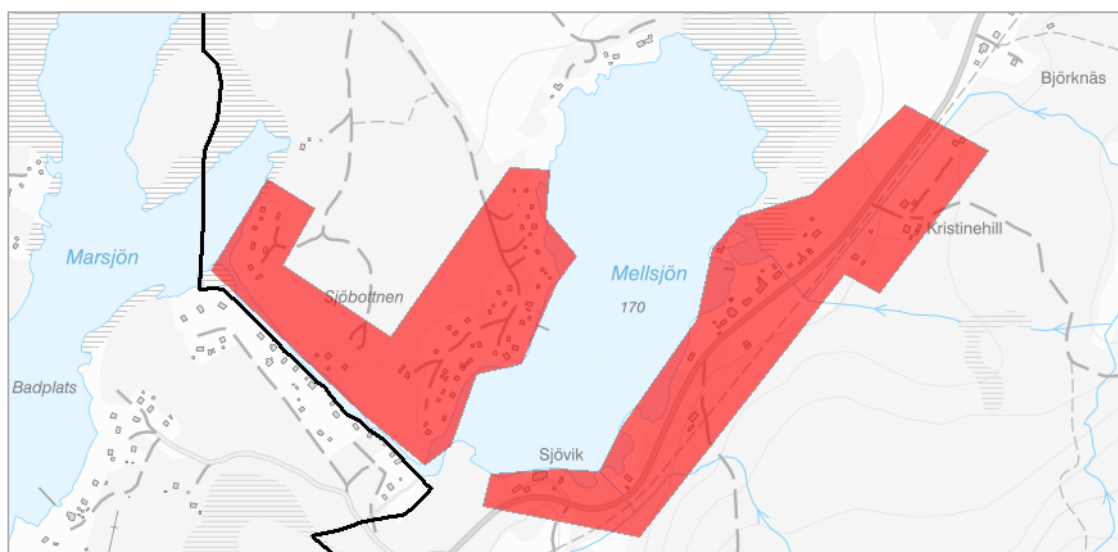 Björknäs
Kristinehill
Marsjön
Mellsjön
Sjöbottnen
170
Badplats
Sjövik